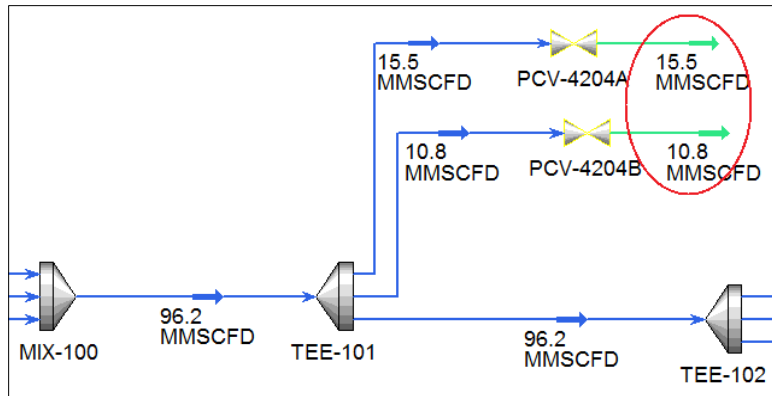 15.5
MMSCFD
PCV-4204A
15.5
MMSCFD
10.8
MMSCFD
PCV-4204B
10.8
MMSCFD
MIX-100
96.2
MMSCFD
TEE-101
96.2
MMSCFD
TEE-102